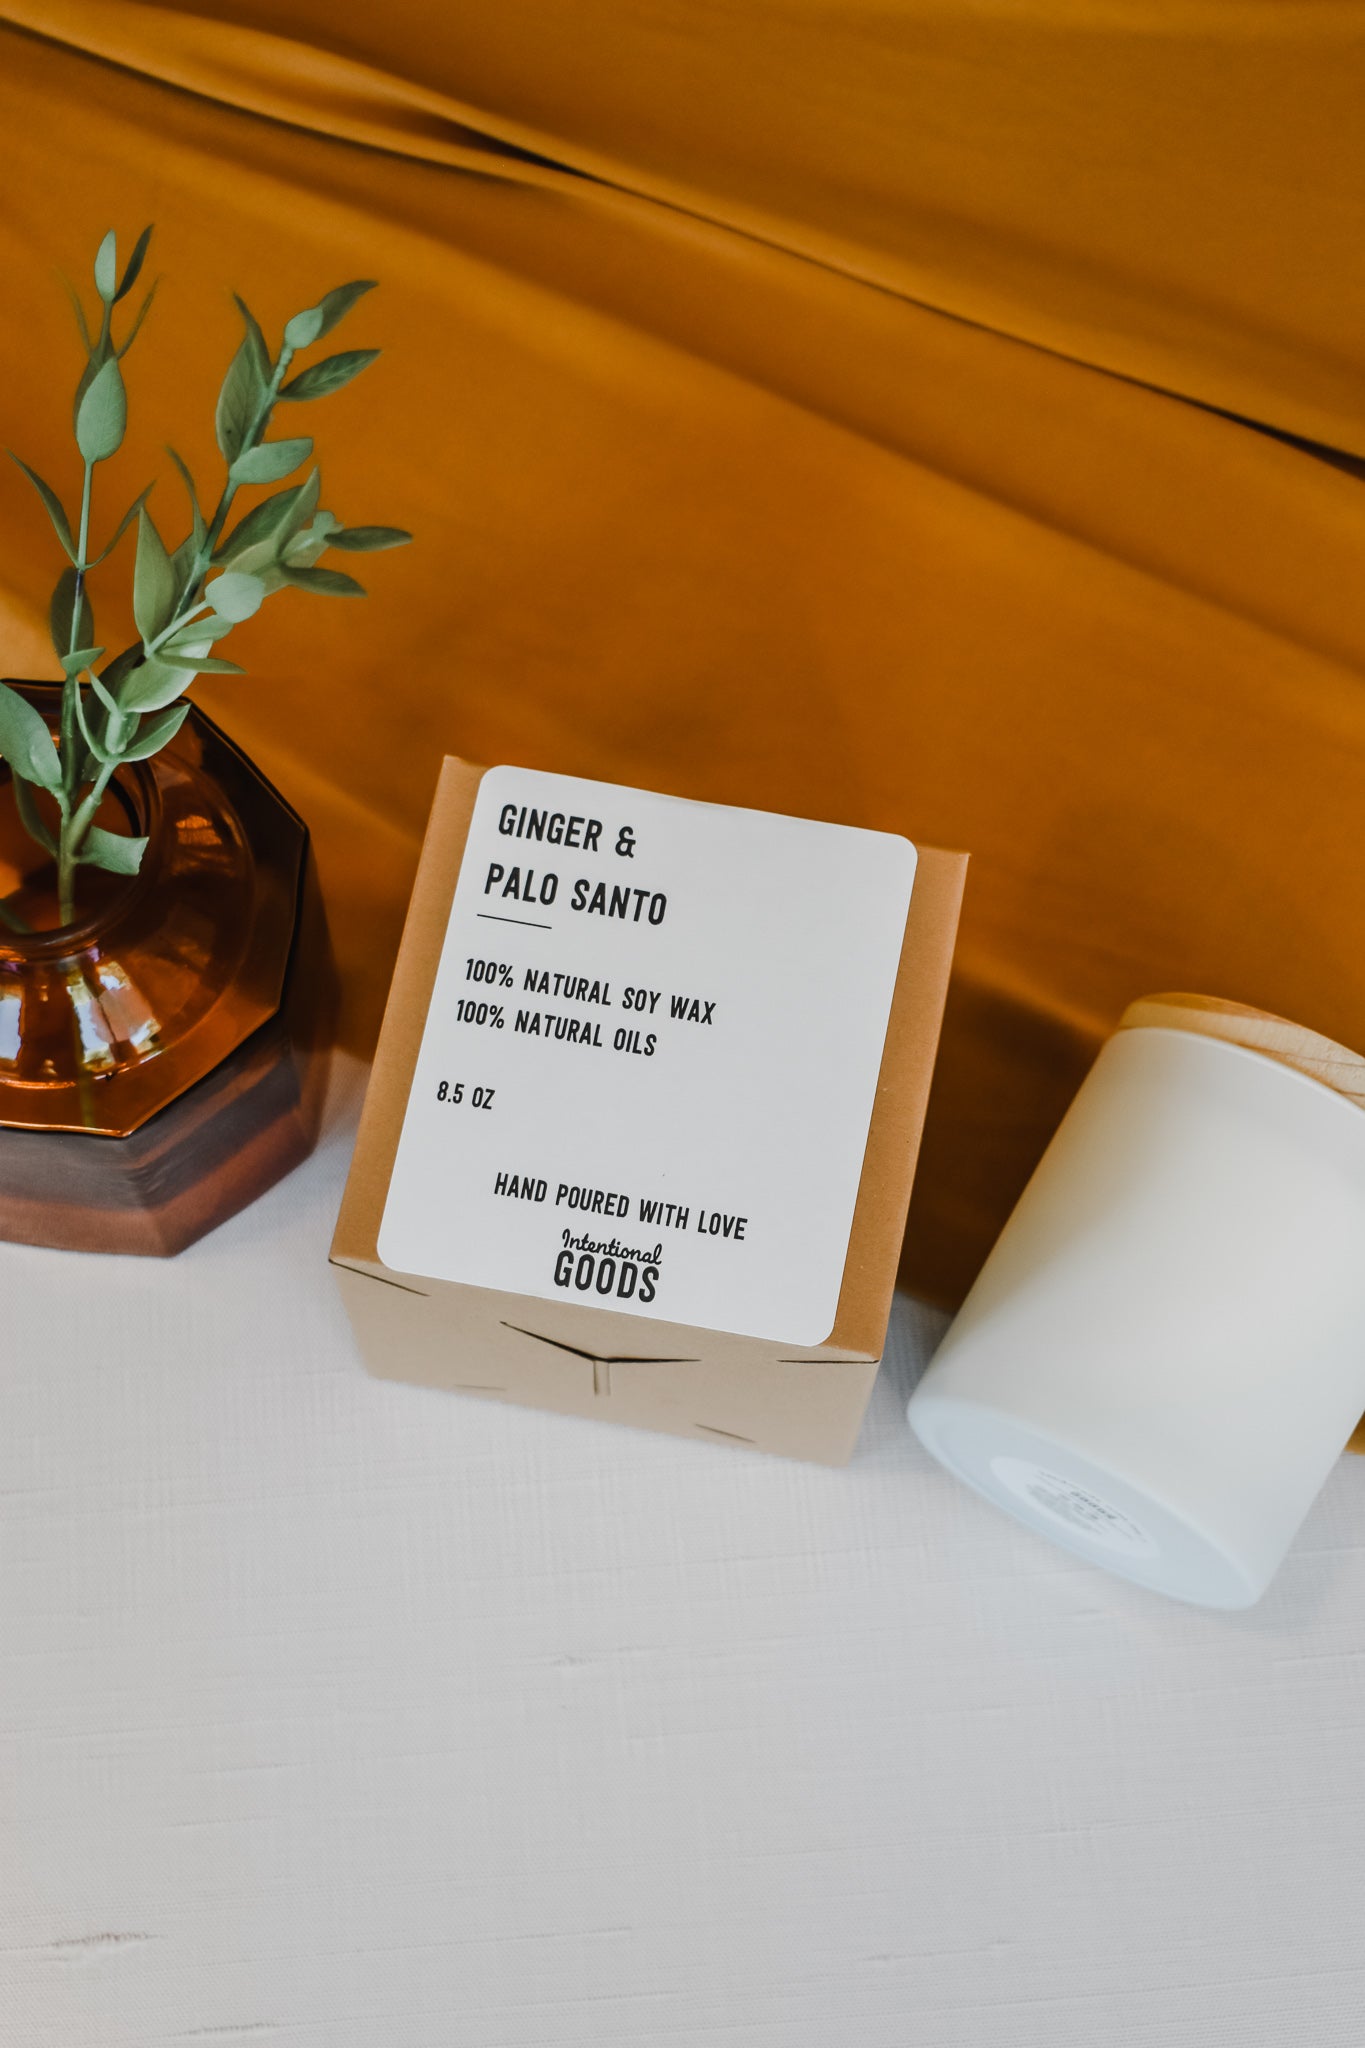 GINGER &
PALO SANTO
100% NATURAL SOY WAX
100% NATURAL OILS
8.5 OZ
HAND POURED WITH LOVE
Intentional
GOODS